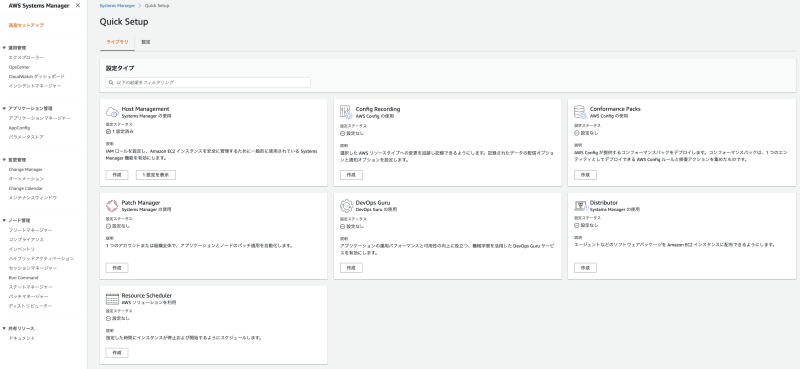 AWS Systems Manager ×
高速セットアップ
運用管理
エクスプローラー
OpsCenter
CloudWatch ダッシュボード
インシデントマネージャー
アプリケーション管理
アプリケーションマネージャー
AppConfig
パラメータストア
変更管理
Change Manager
オートメーション
Change Calendar
メンテナンスウィンドウ
ノード管理
フリートマネージャー
コンプライアンス
インベントリ
ハイブリッドアクティベーション
セッションマネージャー
Run Command
ステートマネージャー
パッチマネージャー
ディストリビューター
共有リソース
ドキュメント
Systems Manager > Quick Setup
Quick Setup
ライブラリ 設定
設定タイプ
以下の結果をフィルタリング
Host Management
Systems Manager の使用
設定ステータス
1 設定済み
説明
IAM ロールを設定し、Amazon EC2 インスタンスを安全に管理するために一般的に使用されている Systems
Manager 機能を有効にします。
作成 1 設定を表示
Config Recording
AWS Config の使用
設定ステータス
設定なし
説明
選択した AWS リソースタイプへの変更を追跡し記録できるようにします。記録されたデータの配信オプショ
ンと通知オプションを設定します。
作成
Conformance Packs
AWS Config の使用
設定ステータス
設定なし
説明
AWS Config が提供するコンフォーマンスパックをデプロイします。コンフォーマンスパックは、1 つのエン
ティティとしてデプロイできる AWS Config ルールと修復アクションを集めたものです。
作成
Patch Manager
Systems Manager の使用
設定ステータス
設定なし
説明
1 つのアカウントまたは組織全体で、アプリケーションとノードのパッチ適用を自動化します。
作成
DevOps Guru
DevOps Guru の使用
設定ステータス
設定なし
説明
アプリケーションの運用パフォーマンスと可用性の向上に役立つ、機械学習を活用した DevOps Guru サービ
スを有効にします。
作成
Distributor
Systems Manager の使用
設定ステータス
設定なし
説明
エージェントなどのソフトウェアパッケージを Amazon EC2 インスタンスに配布できるようにします。
作成
Resource Scheduler
AWS ソリューションを利用
設定ステータス
設定なし
説明
指定した時間にインスタンスが停止および開始するようにスケジュールします。
作成